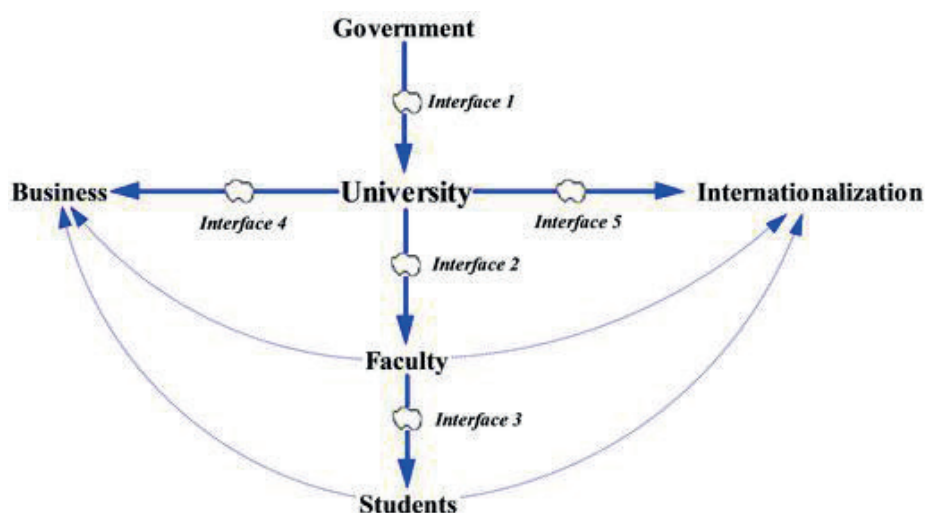 Government
Interface 1
Business
University
Internationalization
Interface 4
Interface 5
Interface 2
Faculty
Interface 3
Students